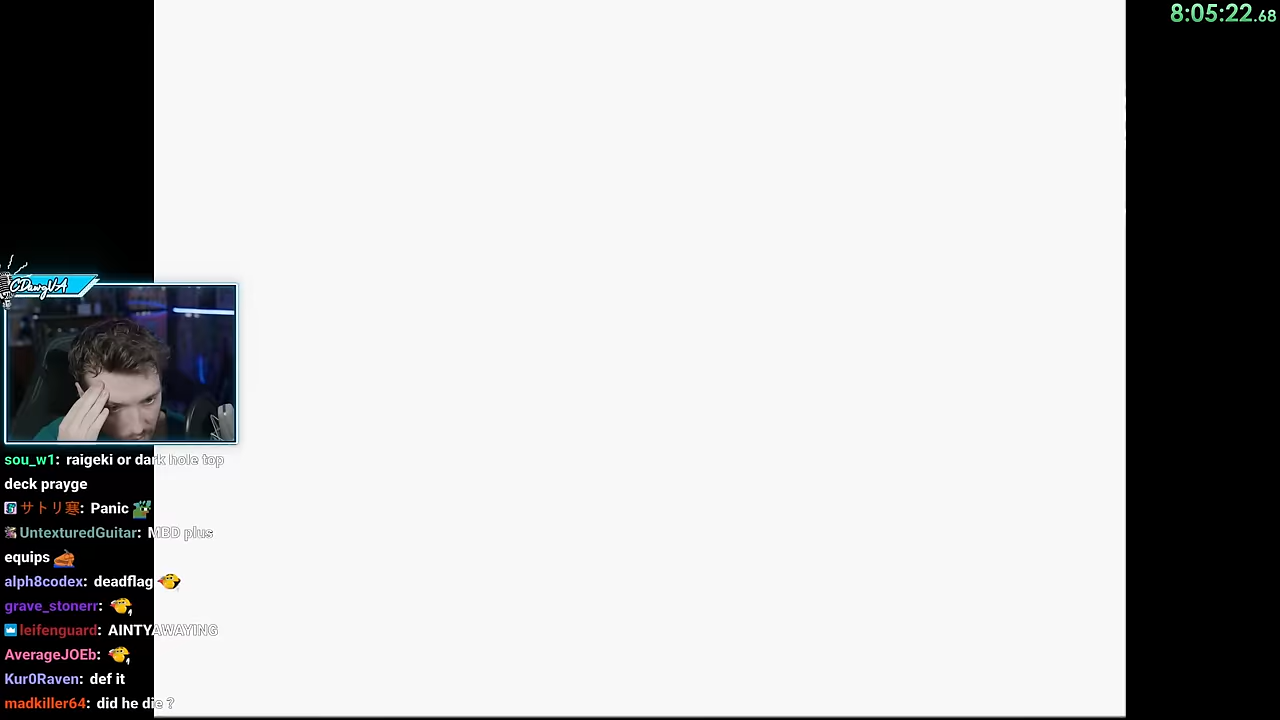 8:05:22.68
CDawgVA
sou_w1: raigeki or dark hole top
deck prayge
サトリ寒: Panic
UntexturedGuitar: MBD plus
equips
alph8codex: deadflag
grave_stonerr:
leifenguard: AINTYAWAYING
AverageJOEb:
Kur0Raven: def it
madkiller64: did he die ?